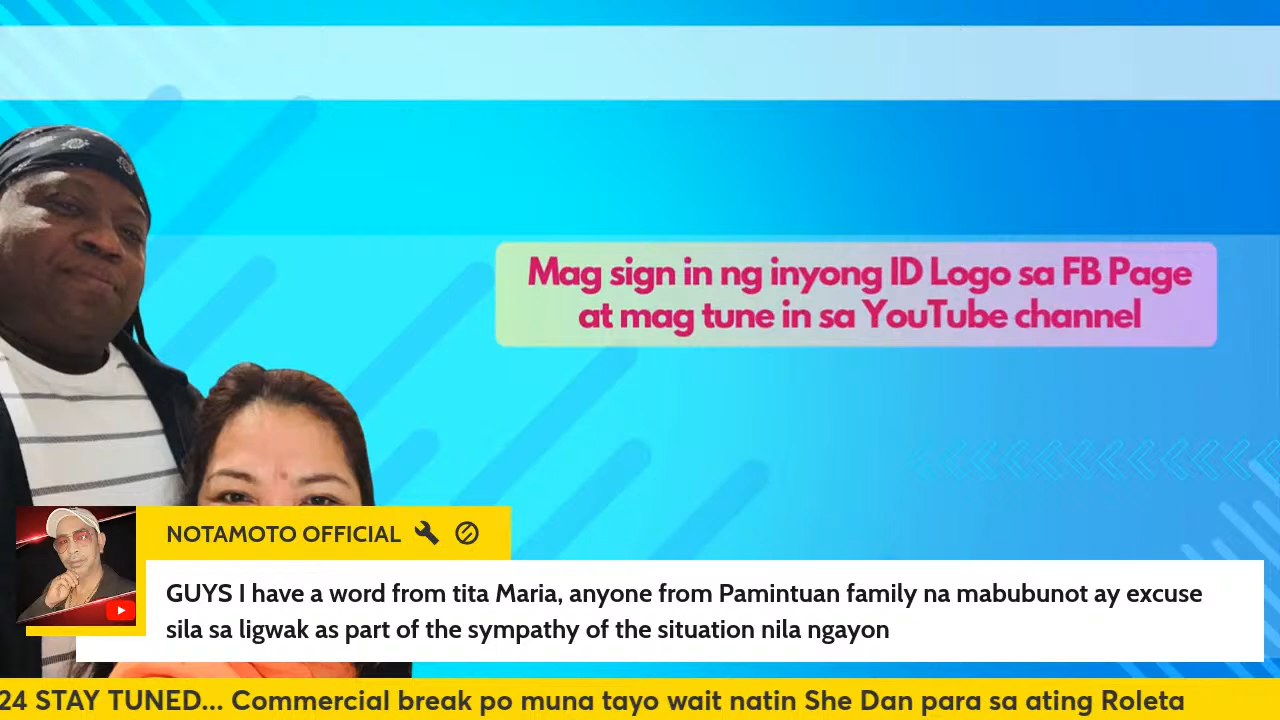 Mag sign in ng inyong ID Logo sa FB Page
at mag tune in sa YouTube channel
NOTAMOTO OFFICIAL
GUYS I have a word from tita Maria, anyone from Pamintuan family na mabubunot ay excuse
sila sa ligwak as part of the sympathy of the situation nila ngayon
24 STAY TUNED... Commercial break po muna tayo wait natin She Dan para sa ating Roleta